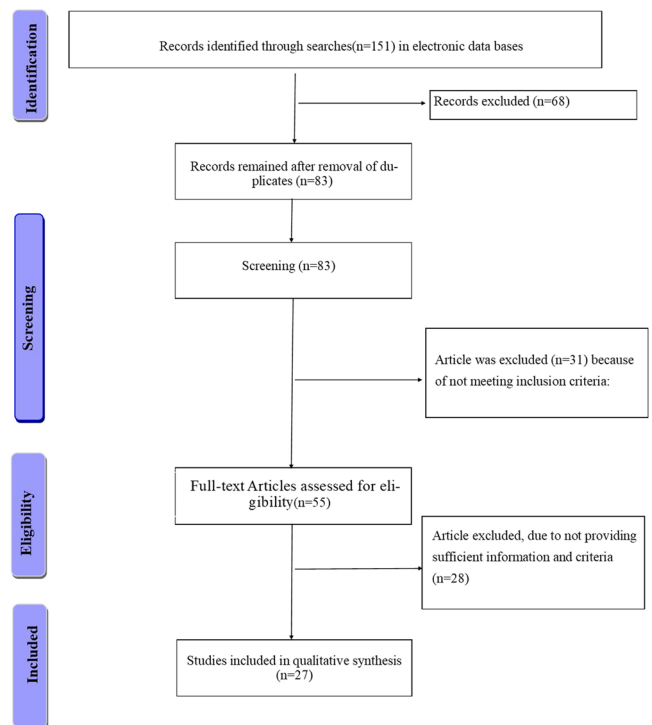 Identification
Records identified through searches(n=151) in electronic data bases
Records excluded (n=68)
Records remained after removal of du-
plicates (n=83)
Screening
Screening (n=83)
Article was excluded (n=31) because
of not meeting inclusion criteria:
Eligibility
Full-text Articles assessed for eli-
gibility(n=55)
Article excluded, due to not providing
sufficient information and criteria
(n=28)
Included
Studies included in qualitative synthesis
(n=27)